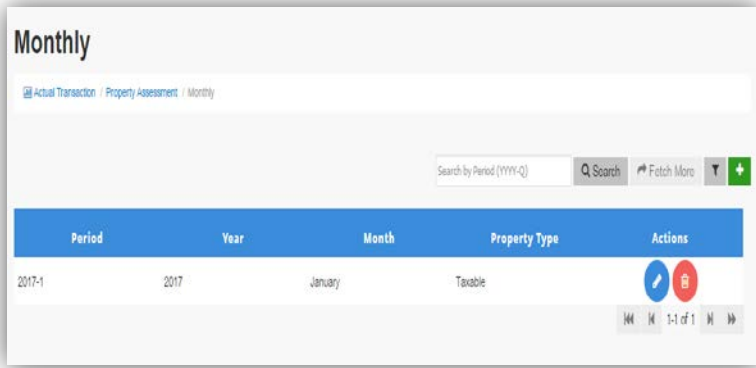 Monthly
Actual Transaction / Property Assessment / Monthly
Search by Period (YYYY-Q) Search Fetch More
Period Year Month Property Type Actions
2017-1 2017 January Taxable
1-1 of 1